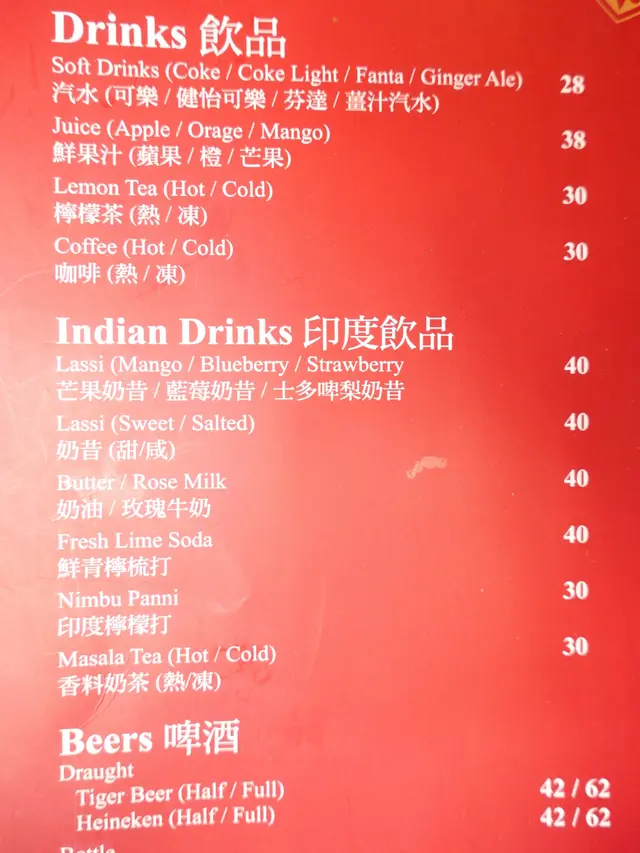 Drinks 飲品
Soft Drinks (Coke / Coke Light / Fanta / Ginger Ale) 28
汽水 (可樂 / 健怡可樂 / 芬達 / 薑汁汽水)
Juice (Apple / Orage / Mango) 38
鮮果汁 (蘋果 / 橙 / 芒果)
Lemon Tea (Hot / Cold) 30
檸檬茶 (熱 / 凍)
Coffee (Hot / Cold) 30
咖啡 (熱 / 凍)
Indian Drinks 印度飲品
Lassi (Mango / Blueberry / Strawberry 40
芒果奶昔 / 藍莓奶昔 / 士多啤梨奶昔
Lassi (Sweet / Salted) 40
奶昔 (甜/咸)
Butter / Rose Milk 40
奶油 / 玫瑰牛奶
Fresh Lime Soda 40
鮮青檸梳打
Nimbu Panni 30
印度檸檬打
Masala Tea (Hot / Cold) 30
香料奶茶 (熱/凍)
Beers 啤酒
Draught
Tiger Beer (Half / Full) 42 / 62
Heineken (Half / Full) 42 / 62
Bottle